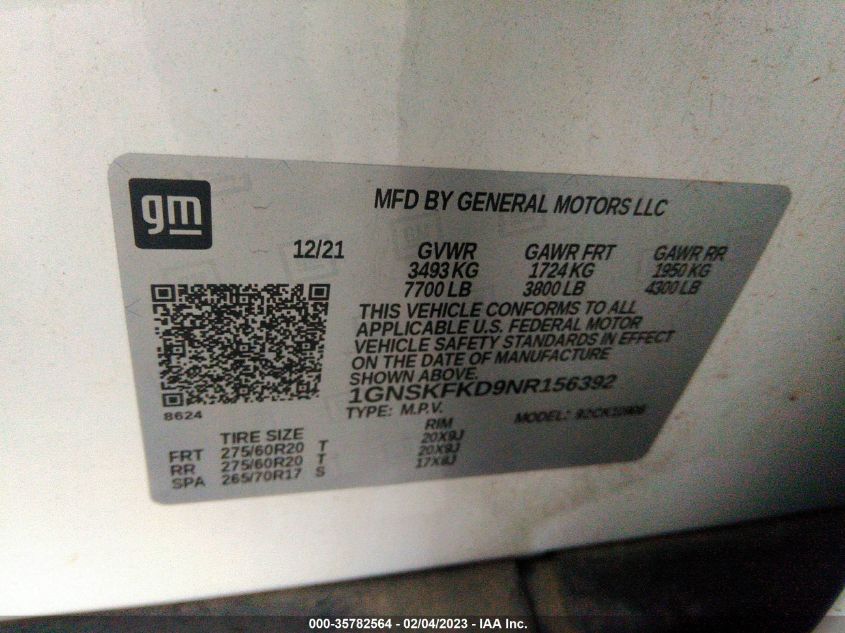 gm
MFD BY GENERAL MOTORS LLC
12/21 GVWR GAWR FRT GAWR RR
3493 KG 1724 KG 1950 KG
7700 LB 3800 LB 4300 LB
THIS VEHICLE CONFORMS TO ALL
APPLICABLE U.S. FEDERAL MOTOR
VEHICLE SAFETY STANDARDS IN EFFECT
ON THE DATE OF MANUFACTURE
SHOWN ABOVE.
1GNSKFKD9NR156392
8624
TYPE: M.P.V. MODEL:
TIRE SIZE RIM
FRT 275/60R20 T 20X9J
RR 275/60R20 T 20X9J
SPA 265/70R17 S 17X8J
000-35782564 - 02/04/2023 - IAA Inc.